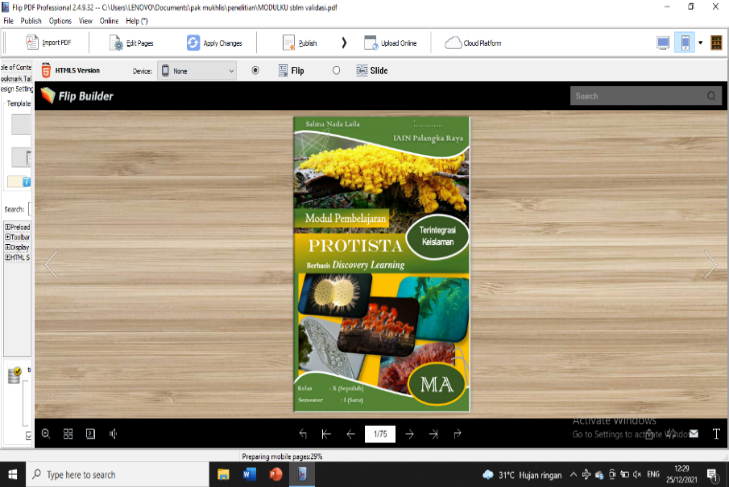 Flip PDF Professional 2.4.9.32 -- C:\Users\LENOVO\Documents\pak mukhlis\penelitian\MODULKU sblm validasi.pdf
File Publish Options View Online Help (*)
Import PDF Edit Pages Apply Changes Publish Upload Online Cloud Platform
ble of Conte
ookmark Tal
esign Setting
Template
HTML5 Version Device: None Flip Slide
Flip Builder Search
Salma Nada Laila
IAIN Palangka Raya
Modul Pembelajaran
Terintegrasi
Keislaman
PROTISTA
Berbasis Discovery Learning
MA
Kelas : X (Sepuluh)
Semester : I (Satu)
Search:
Preload
Toolbar
Display
HTML S
1/75
T
Activate Windows
Go to Settings to activate Windo
Preparing mobile pages29%
Type here to search
31°C Hujan ringan ENG
12:29
25/12/2021